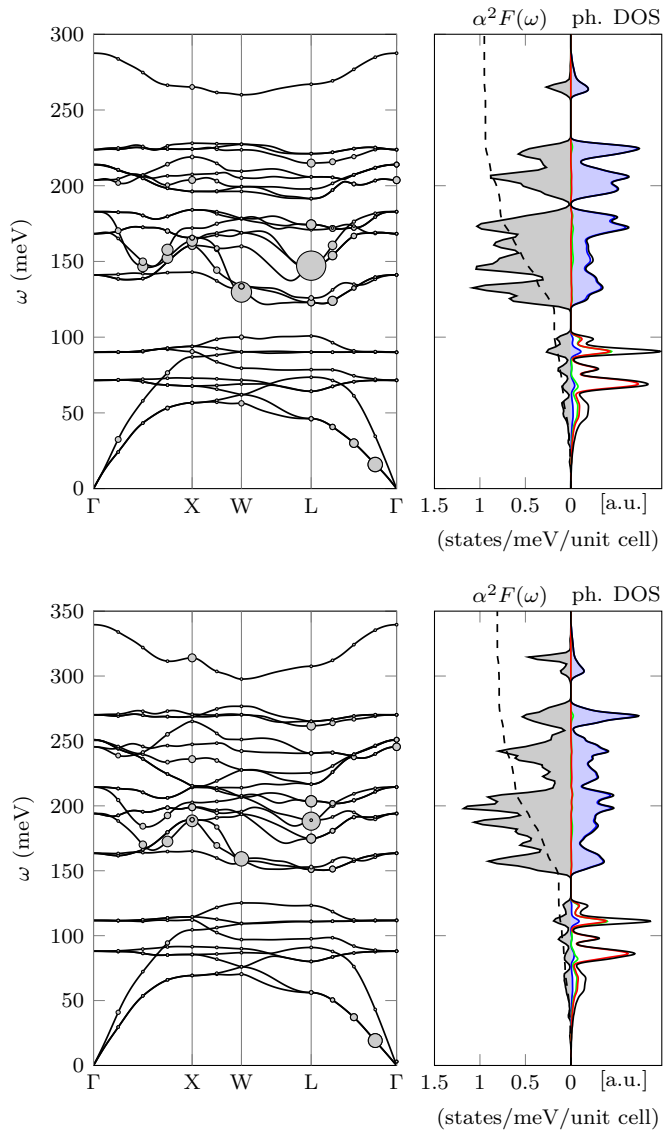 α²F(ω) ph. DOS
300
250
200
150
100
50
0
ω (meV)
Γ X W L Γ
1.5 1 0.5 0 [a.u.]
(states/meV/unit cell)
α²F(ω) ph. DOS
350
300
250
200
150
100
50
0
ω (meV)
Γ X W L Γ
1.5 1 0.5 0 [a.u.]
(states/meV/unit cell)